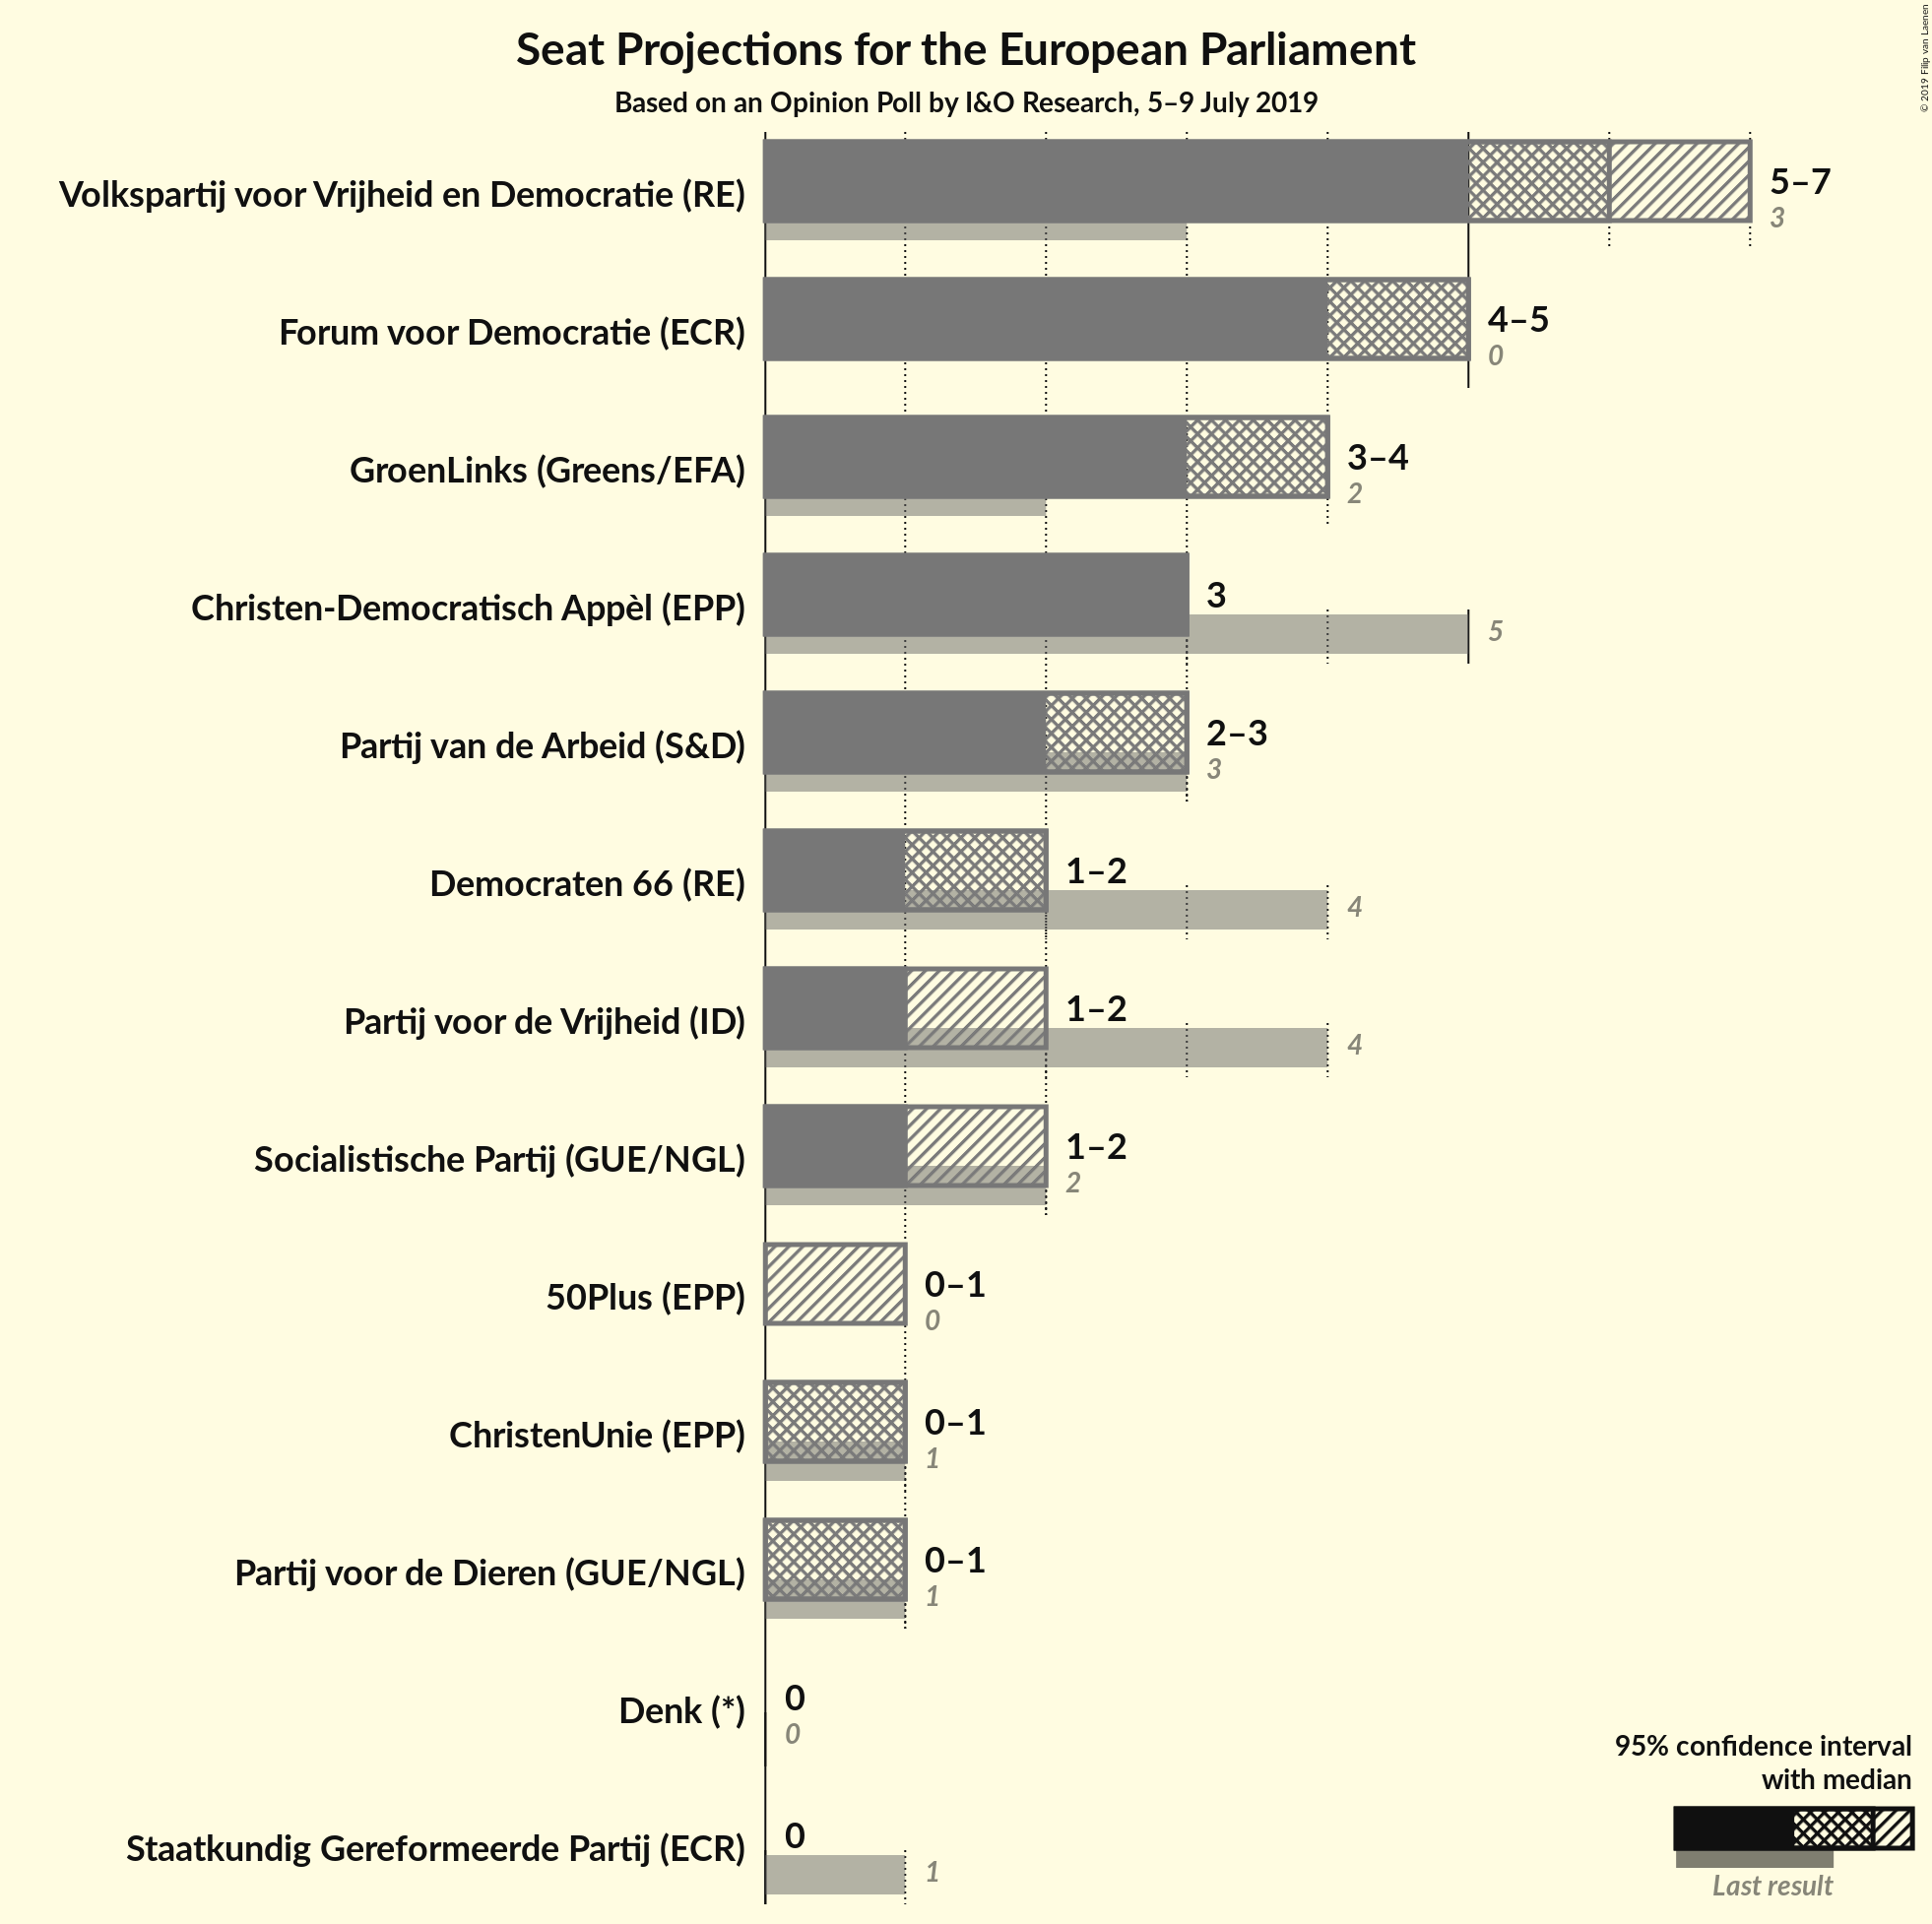 Seat Projections for the European Parliament
Based on an Opinion Poll by I&O Research, 5–9 July 2019
© 2019 Filip van Laenen
Volkspartij voor Vrijheid en Democratie (RE)
5–7
3
Forum voor Democratie (ECR)
4–5
0
GroenLinks (Greens/EFA)
3–4
2
Christen-Democratisch Appèl (EPP)
3
5
Partij van de Arbeid (S&D)
2–3
3
Democraten 66 (RE)
1–2
4
Partij voor de Vrijheid (ID)
1–2
4
Socialistische Partij (GUE/NGL)
1–2
2
50Plus (EPP)
0–1
0
ChristenUnie (EPP)
0–1
1
Partij voor de Dieren (GUE/NGL)
0–1
1
Denk (*)
0
0
Staatkundig Gereformeerde Partij (ECR)
0
1
95% confidence interval
with median
Last result